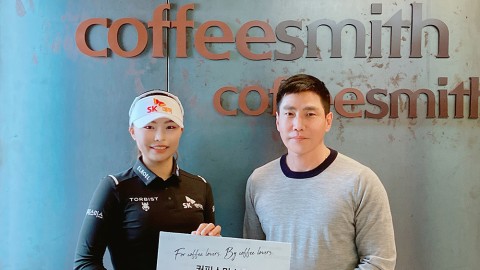 coffeesmith
coffeesmith
SK
TORBIST
SK
For coffee lovers. By coffee lovers.